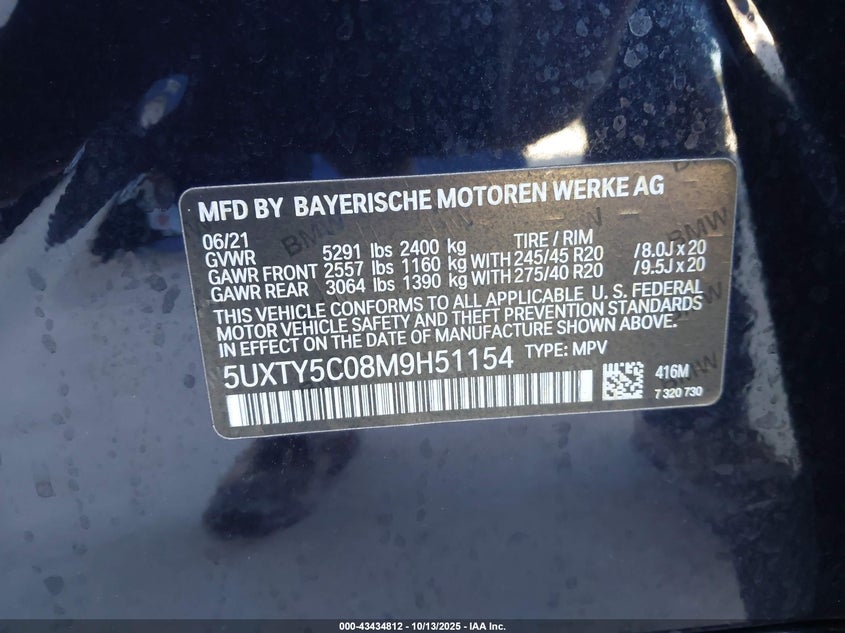 MFD BY BAYERISCHE MOTOREN WERKE AG
06/21 TIRE / RIM
GVWR 5291 lbs 2400 kg
GAWR FRONT 2557 lbs 1160 kg WITH 245/45 R20 /8.0J x 20
GAWR REAR 3064 lbs 1390 kg WITH 275/40 R20 /9.5J x 20
THIS VEHICLE CONFORMS TO ALL APPLICABLE U. S. FEDERAL
MOTOR VEHICLE SAFETY AND THEFT PREVENTION STANDARDS
IN EFFECT ON THE DATE OF MANUFACTURE SHOWN ABOVE.
5UXTY5C08M9H51154 TYPE: MPV
416M
7 320 730
BMW
000-43434812 - 10/13/2025 - IAA Inc.